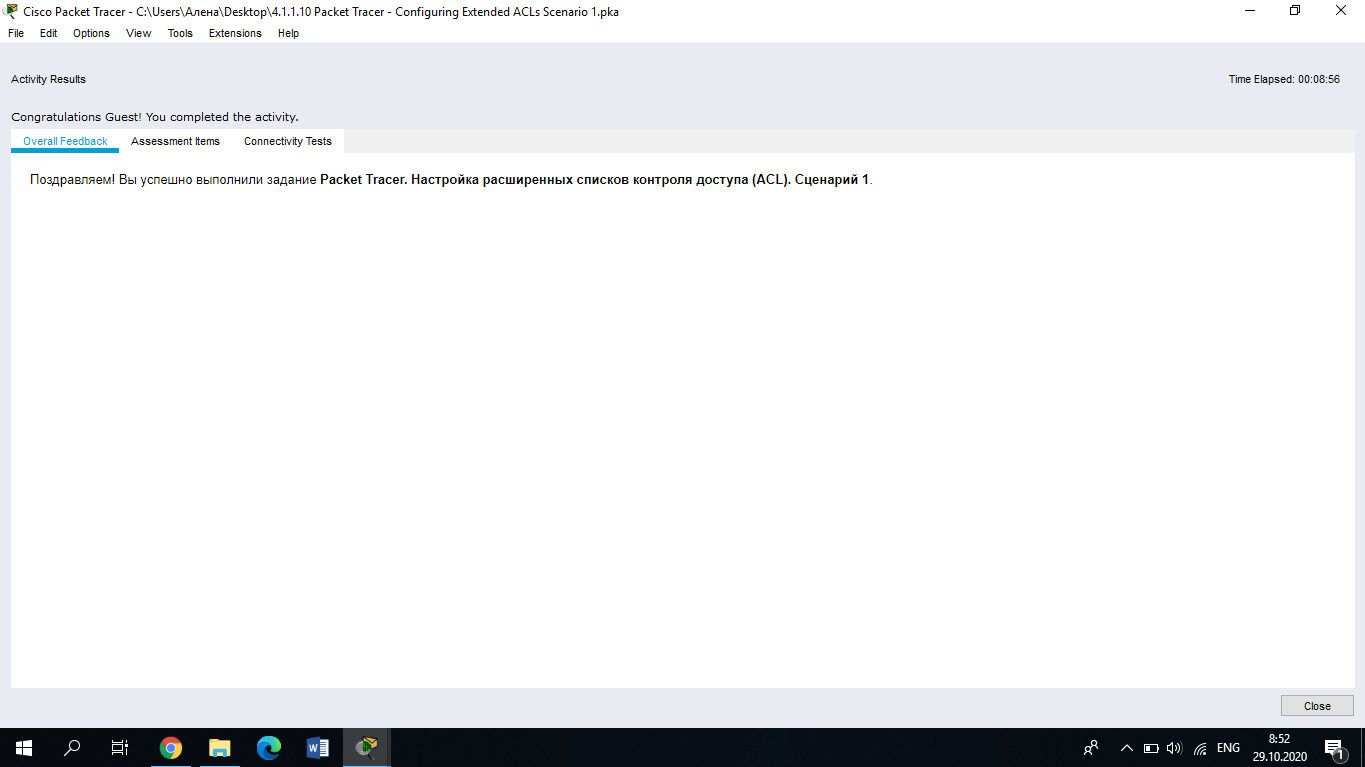 Cisco Packet Tracer - C:\Users\Алена\Desktop\4.1.1.10 Packet Tracer - Configuring Extended ACLs Scenario 1.pka
File Edit Options View Tools Extensions Help
Activity Results Time Elapsed: 00:08:56
Congratulations Guest! You completed the activity.
Overall Feedback Assessment Items Connectivity Tests
Поздравляем! Вы успешно выполнили задание Packet Tracer. Настройка расширенных списков контроля доступа (ACL). Сценарий 1.
Close
ENG 8:52
29.10.2020
1